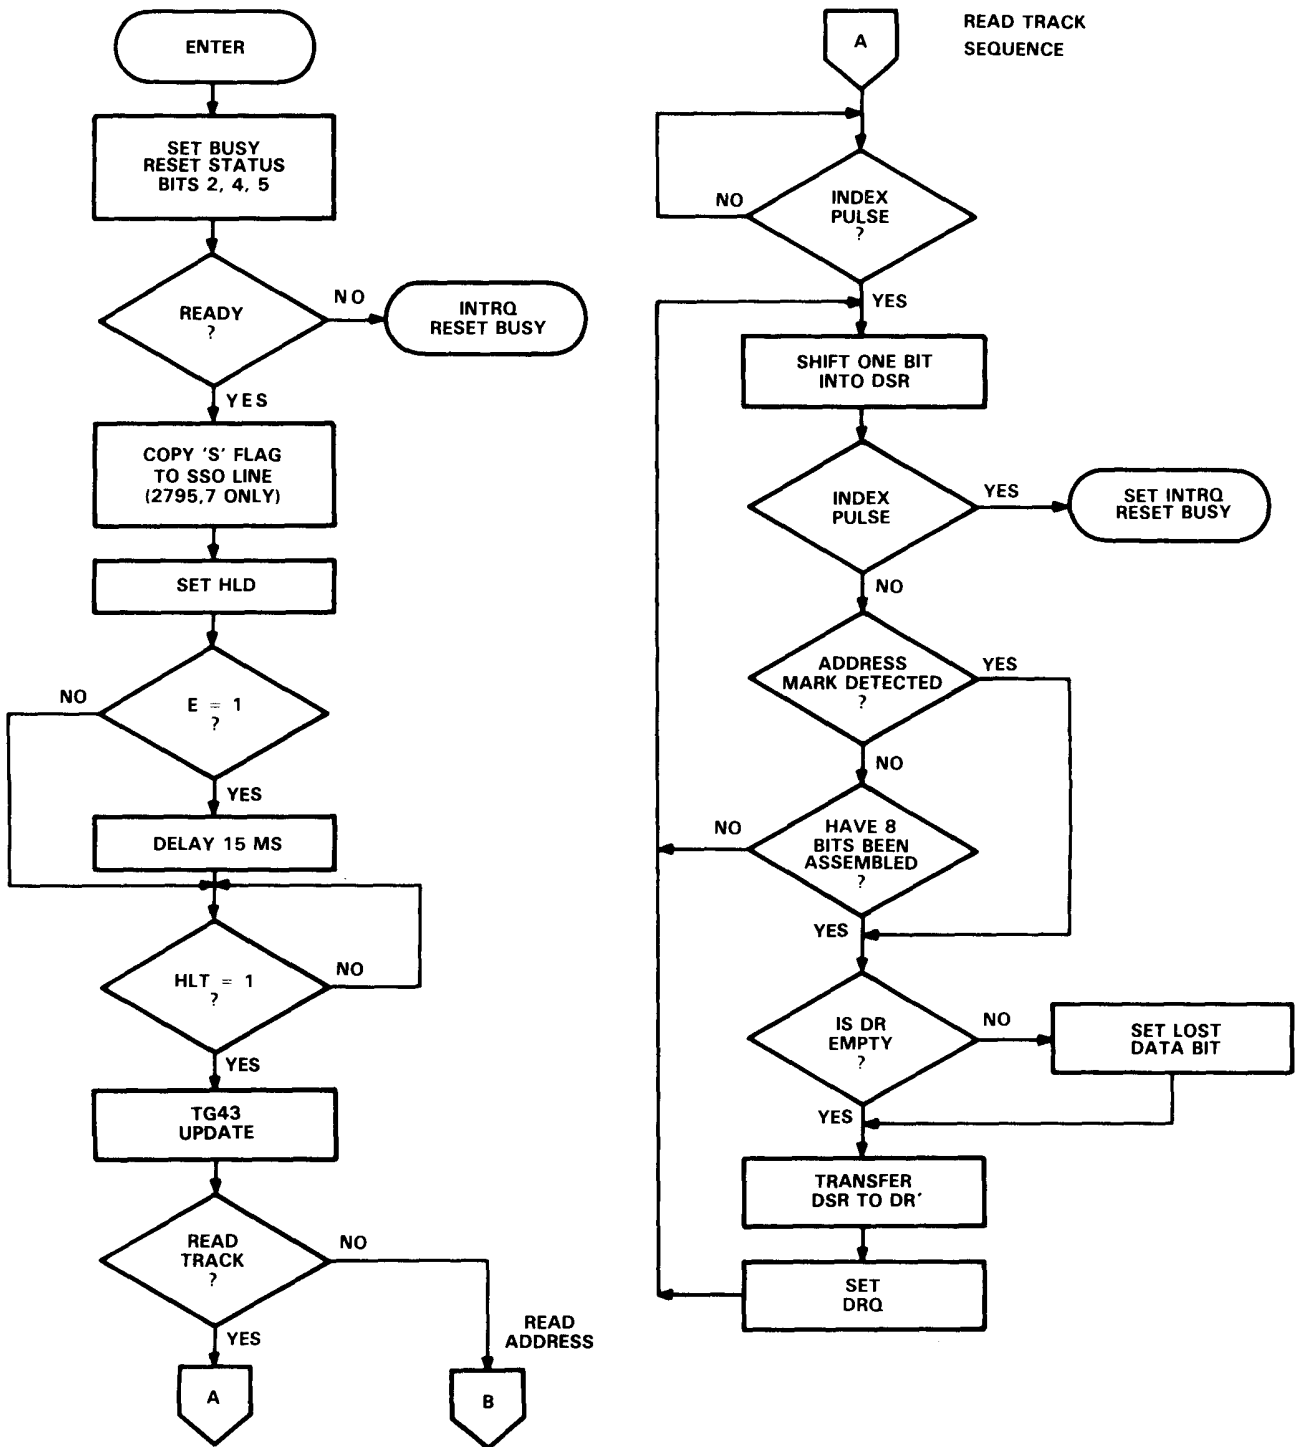 ENTER
SET BUSY
RESET STATUS
BITS 2, 4, 5
READY
?
NO
INTRQ
RESET BUSY
YES
COPY 'S' FLAG
TO SSO LINE
(2795,7 ONLY)
SET HLD
NO
E = 1
?
YES
DELAY 15 MS
HLT = 1
?
NO
YES
TG43
UPDATE
READ
TRACK
?
NO
YES
READ
ADDRESS
A
B
A
READ TRACK
SEQUENCE
NO
INDEX
PULSE
?
YES
SHIFT ONE BIT
INTO DSR
INDEX
PULSE
YES
SET INTRQ
RESET BUSY
NO
ADDRESS
MARK DETECTED
?
YES
NO
NO
HAVE 8
BITS BEEN
ASSEMBLED
?
YES
IS DR
EMPTY
?
NO
SET LOST
DATA BIT
YES
TRANSFER
DSR TO DR'
SET
DRQ